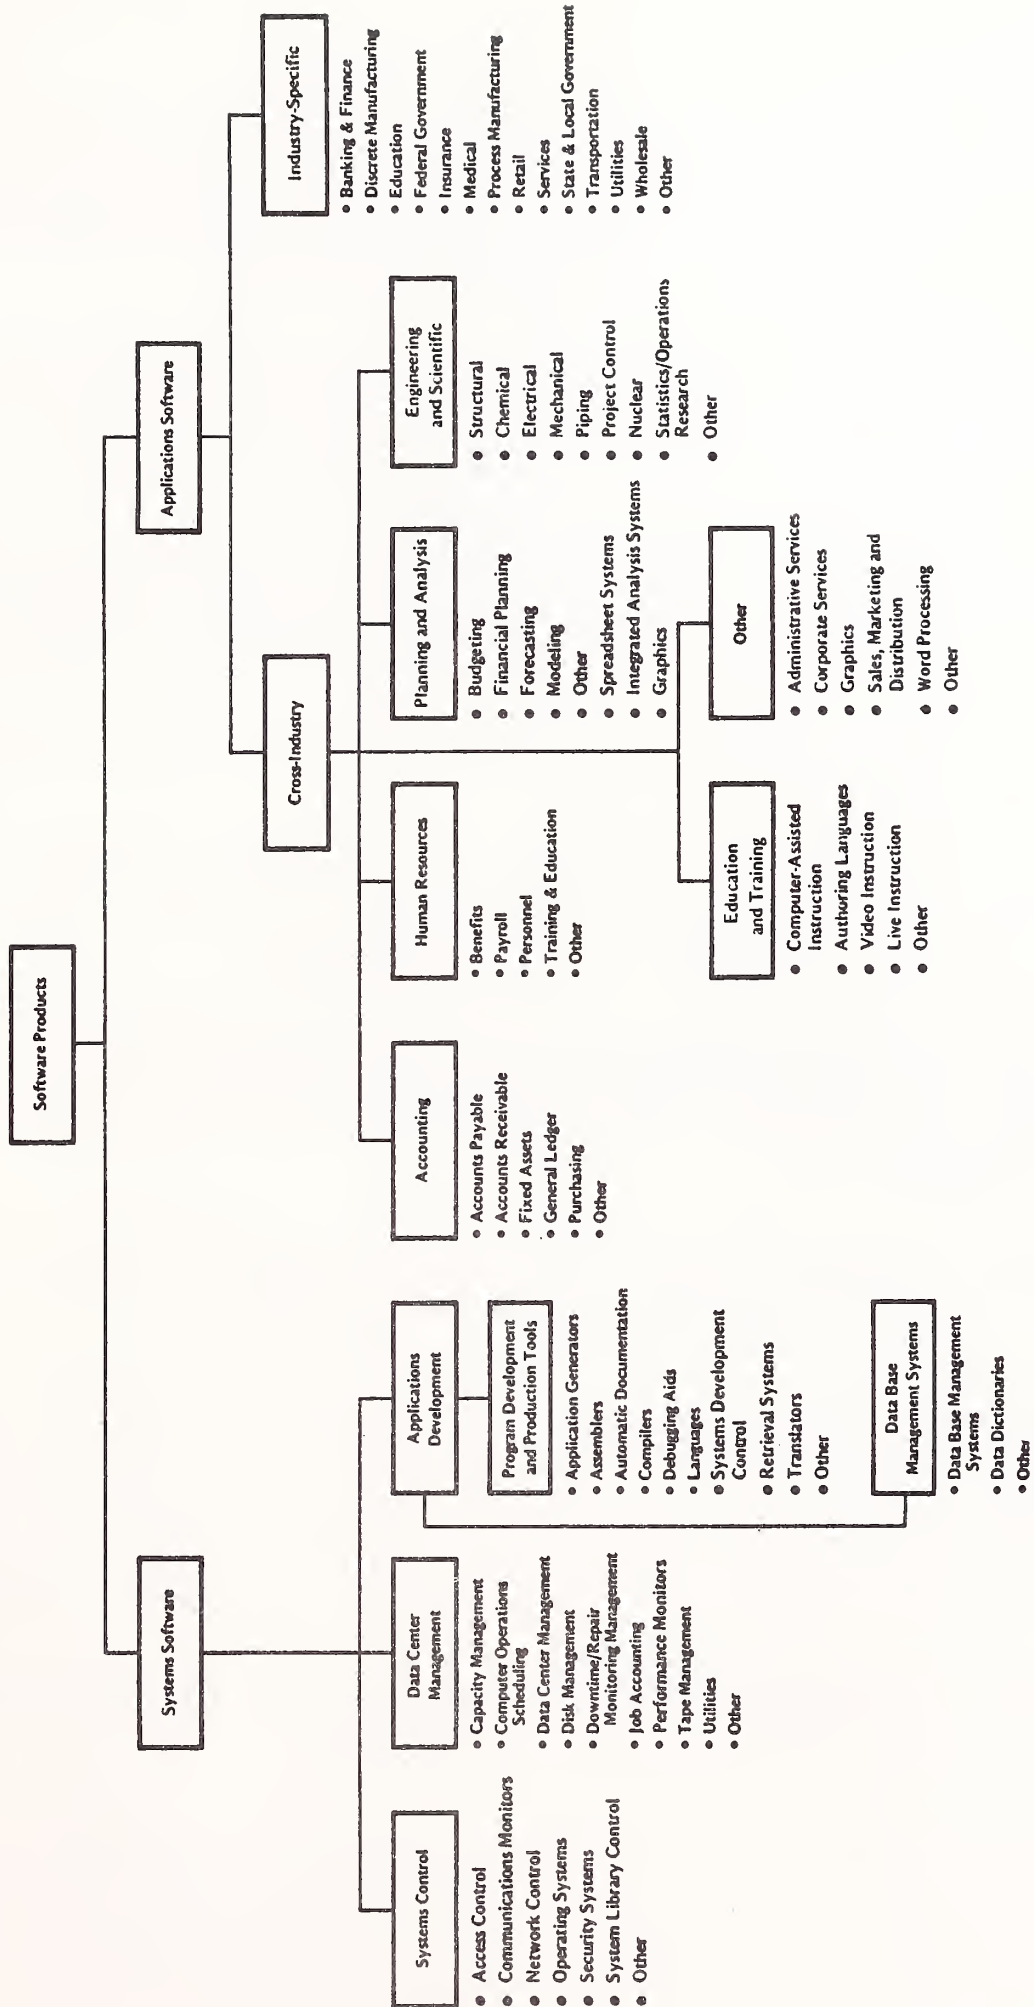 Software Products
Systems Software
Applications Software
Cross-Industry
Industry-Specific
• Banking & Finance
• Discrete Manufacturing
• Education
• Federal Government
• Insurance
• Medical
• Process Manufacturing
• Retail
• Services
• State & Local Government
• Transportation
• Utilities
• Wholesale
• Other
Systems Control
• Access Control
• Communications Monitors
• Network Control
• Operating Systems
• Security Systems
• System Library Control
• Other
Data Center
Management
• Capacity Management
• Computer Operations
Scheduling
• Data Center Management
• Disk Management
• Downtime/Repair
Monitoring Management
• Job Accounting
• Performance Monitors
• Tape Management
• Utilities
• Other
Applications
Development
Program Development
and Production Tools
• Application Generators
• Assemblers
• Automatic Documentation
• Compilers
• Debugging Aids
• Languages
• Systems Development
Control
• Retrieval Systems
• Translators
• Other
Data Base
Management Systems
• Data Base Management
Systems
• Data Dictionaries
• Other
Accounting
• Accounts Payable
• Accounts Receivable
• Fixed Assets
• General Ledger
• Purchasing
• Other
Human Resources
• Benefits
• Payroll
• Personnel
• Training & Education
• Other
Planning and Analysis
• Budgeting
• Financial Planning
• Forecasting
• Modeling
• Other
• Spreadsheet Systems
• Integrated Analysis Systems
• Graphics
Engineering
and Scientific
• Structural
• Chemical
• Electrical
• Mechanical
• Piping
• Project Control
• Nuclear
• Statistics/Operations
Research
• Other
Education
and Training
• Computer-Assisted
Instruction
• Authoring Languages
• Video Instruction
• Live Instruction
• Other
Other
• Administrative Services
• Corporate Services
• Graphics
• Sales, Marketing and
Distribution
• Word Processing
• Other